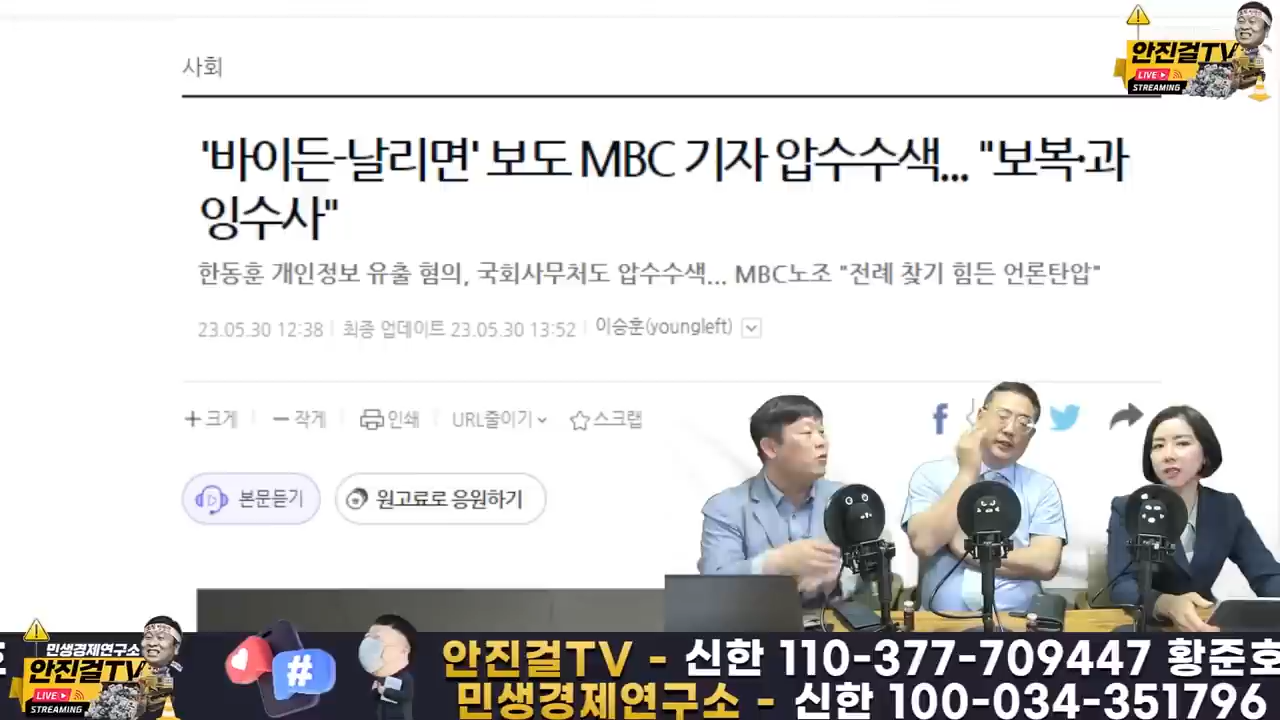 사회
안진걸TV
LIVE
STREAMING
'바이든-날리면' 보도 MBC 기자 압수수색... "보복·과
잉수사"
한동훈 개인정보 유출 혐의, 국회사무처도 압수수색... MBC노조 "전례 찾기 힘든 언론탄압"
23.05.30 12:38 최종 업데이트 23.05.30 13:52 이승훈(youngleft)
크게 작게 인쇄 URL줄이기 스크랩
본문듣기 원고료로 응원하기
민생경제연구소
안진걸TV
LIVE
STREAMING
#
안진걸TV - 신한 110-377-709447 황준호
민생경제연구소 - 신한 100-034-351796